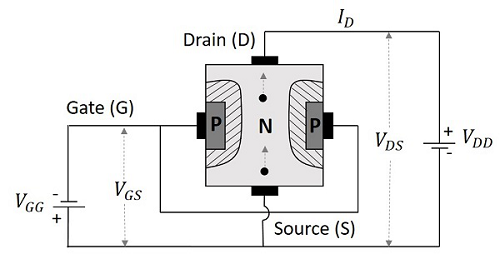 I_D
Drain (D)
Gate (G)
P
N
P
V_DS
+
-
V_DD
V_GG
-
+
V_GS
Source (S)